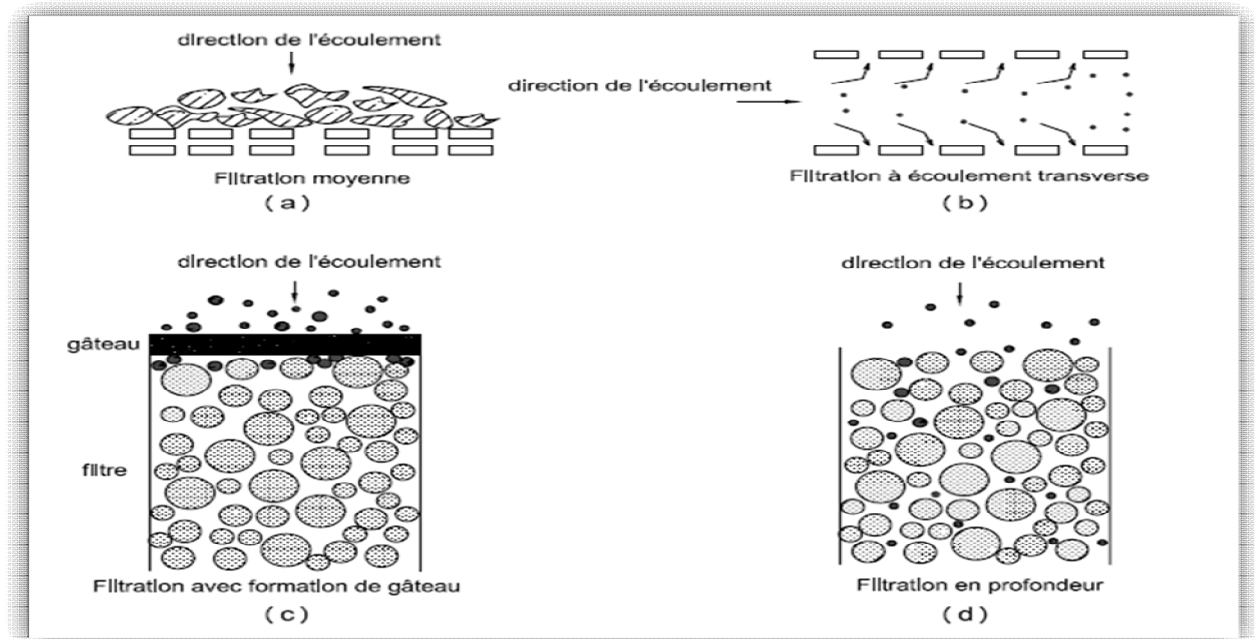 direction de l'écoulement
Filtration moyenne
(a)
direction de l'écoulement
Filtration à écoulement transverse
(b)
direction de l'écoulement
gâteau
filtre
Filtration avec formation de gâteau
(c)
direction de l'écoulement
Filtration en profondeur
(d)